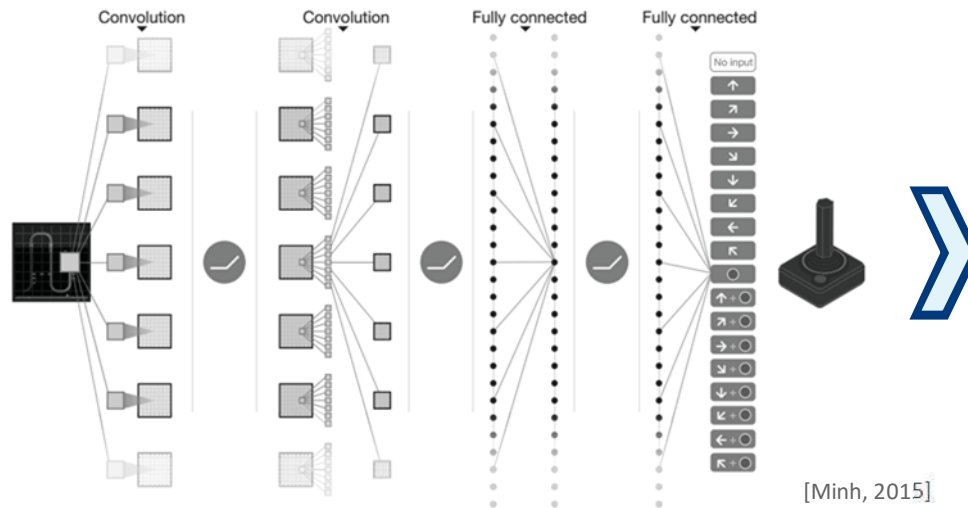 Convolution
Convolution
Fully connected
Fully connected
No input
[Minh, 2015]